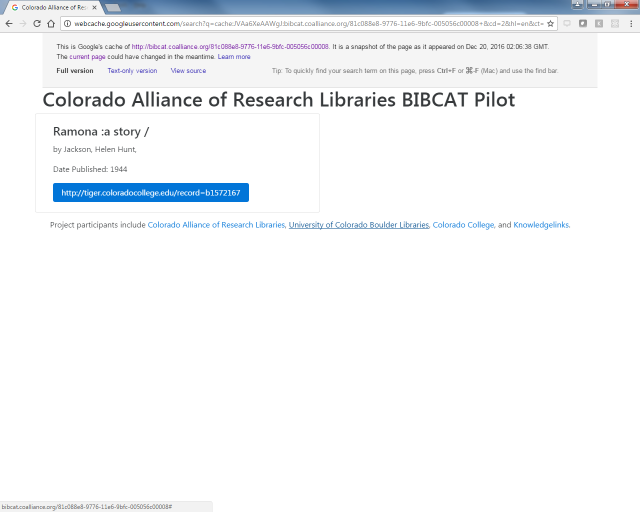 Colorado Alliance of Res
webcache.googleusercontent.com/search?q=cache:JVAa6XeAAWgJ:bibcat.coalliance.org/81c088e8-9776-11e6-9bfc-005056c00008+&cd=2&hl=en&ct=
This is Google's cache of http://bibcat.coalliance.org/81c088e8-9776-11e6-9bfc-005056c00008. It is a snapshot of the page as it appeared on Dec 20, 2016 02:06:38 GMT.
The current page could have changed in the meantime. Learn more
Full version Text-only version View source Tip: To quickly find your search term on this page, press Ctrl+F or ⌘-F (Mac) and use the find bar.
Colorado Alliance of Research Libraries BIBCAT Pilot
Ramona :a story /
by Jackson, Helen Hunt,
Date Published: 1944
http://tiger.coloradocollege.edu/record=b1572167
Project participants include Colorado Alliance of Research Libraries, University of Colorado Boulder Libraries, Colorado College, and Knowledgelinks.
bibcat.coalliance.org/81c088e8-9776-11e6-9bfc-005056c00008#